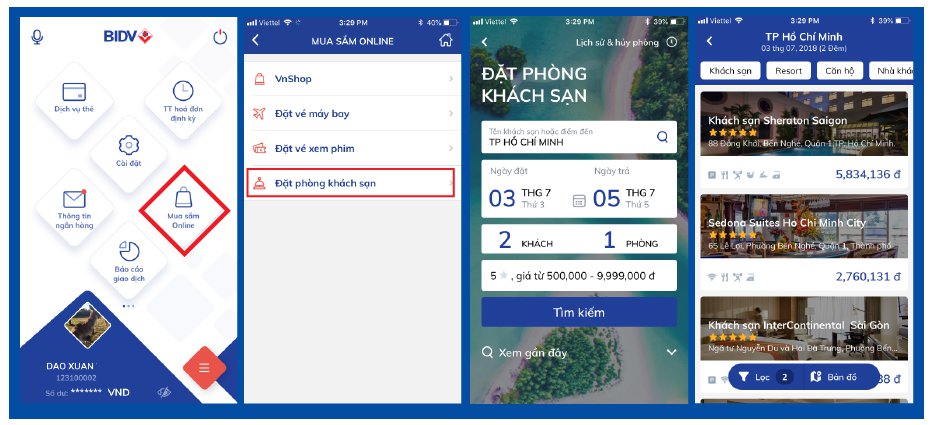 BIDV
Dịch vụ thẻ
TT hoá đơn
định kỳ
Cài đặt
Thông tin
ngân hàng
Mua sắm
Online
Báo cáo
giao dịch
DAO XUAN
123100002
Số dư: ******* VND
Viettel 3:29 PM 40%
MUA SẮM ONLINE
VnShop
Đặt vé máy bay
Đặt vé xem phim
Đặt phòng khách sạn
Viettel 3:29 PM 39%
Lịch sử & hủy phòng
ĐẶT PHÒNG
KHÁCH SẠN
Tên khách sạn hoặc điểm đến
TP HỒ CHÍ MINH
Ngày đặt Ngày trả
03 THG 7 Thứ 3 05 THG 7 Thứ 5
2 KHÁCH 1 PHÒNG
5 ★ , giá từ 500,000 - 9,999,000 đ
Tìm kiếm
Xem gần đây
Viettel 3:29 PM 39%
TP Hồ Chí Minh
03 thg 07, 2018 (2 Đêm)
Khách sạn Resort Căn hộ Nhà khá
Khách sạn Sheraton Saigon
88 Đồng Khởi, Bến Nghé, Quận 1, TP. Hồ Chí Minh.
5,834,136 đ
Sedona Suites Ho Chi Minh City
65 Lê Lợi, Phường Bến Nghé, Quận 1, Thành phố
2,760,131 đ
Khách sạn InterContinental Sài Gòn
Ngã tư Nguyễn Du và Hai Bà Trưng, Phường Bến...
Lọc 2 Bản đồ 38 đ